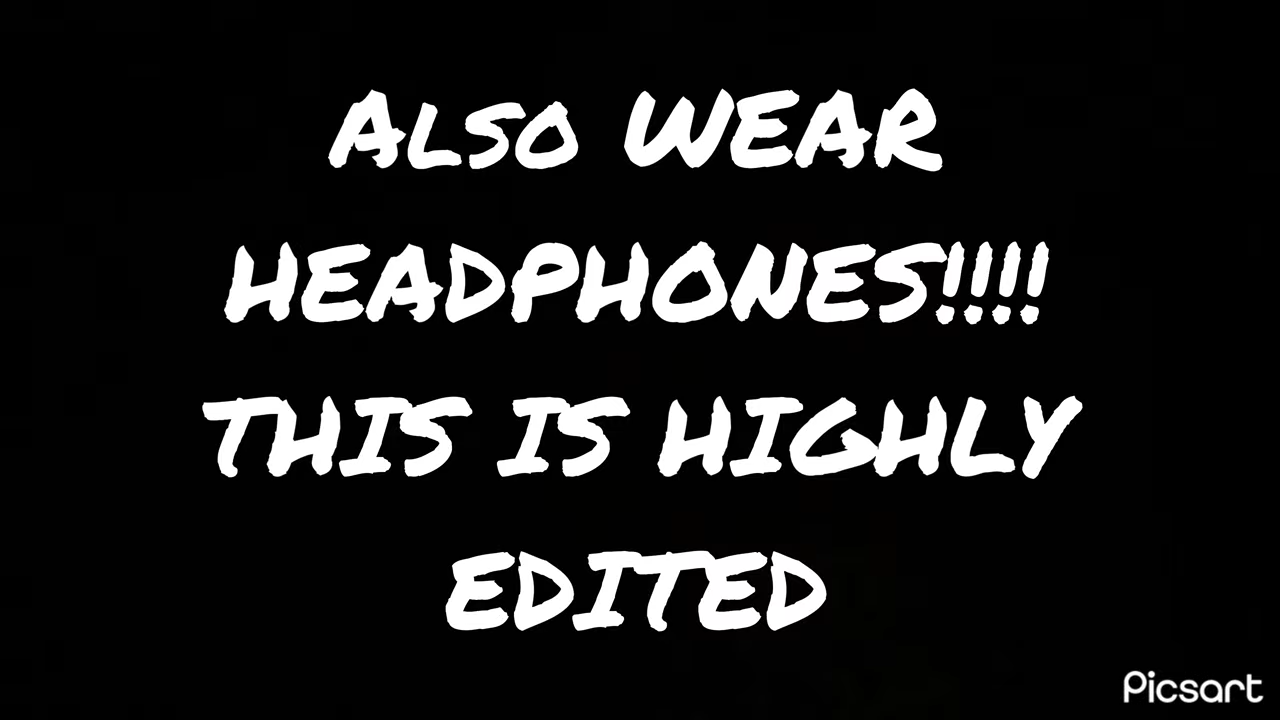 Also WEAR
HEADPHONES!!!!
THIS IS HIGHLY
EDITED
Picsart